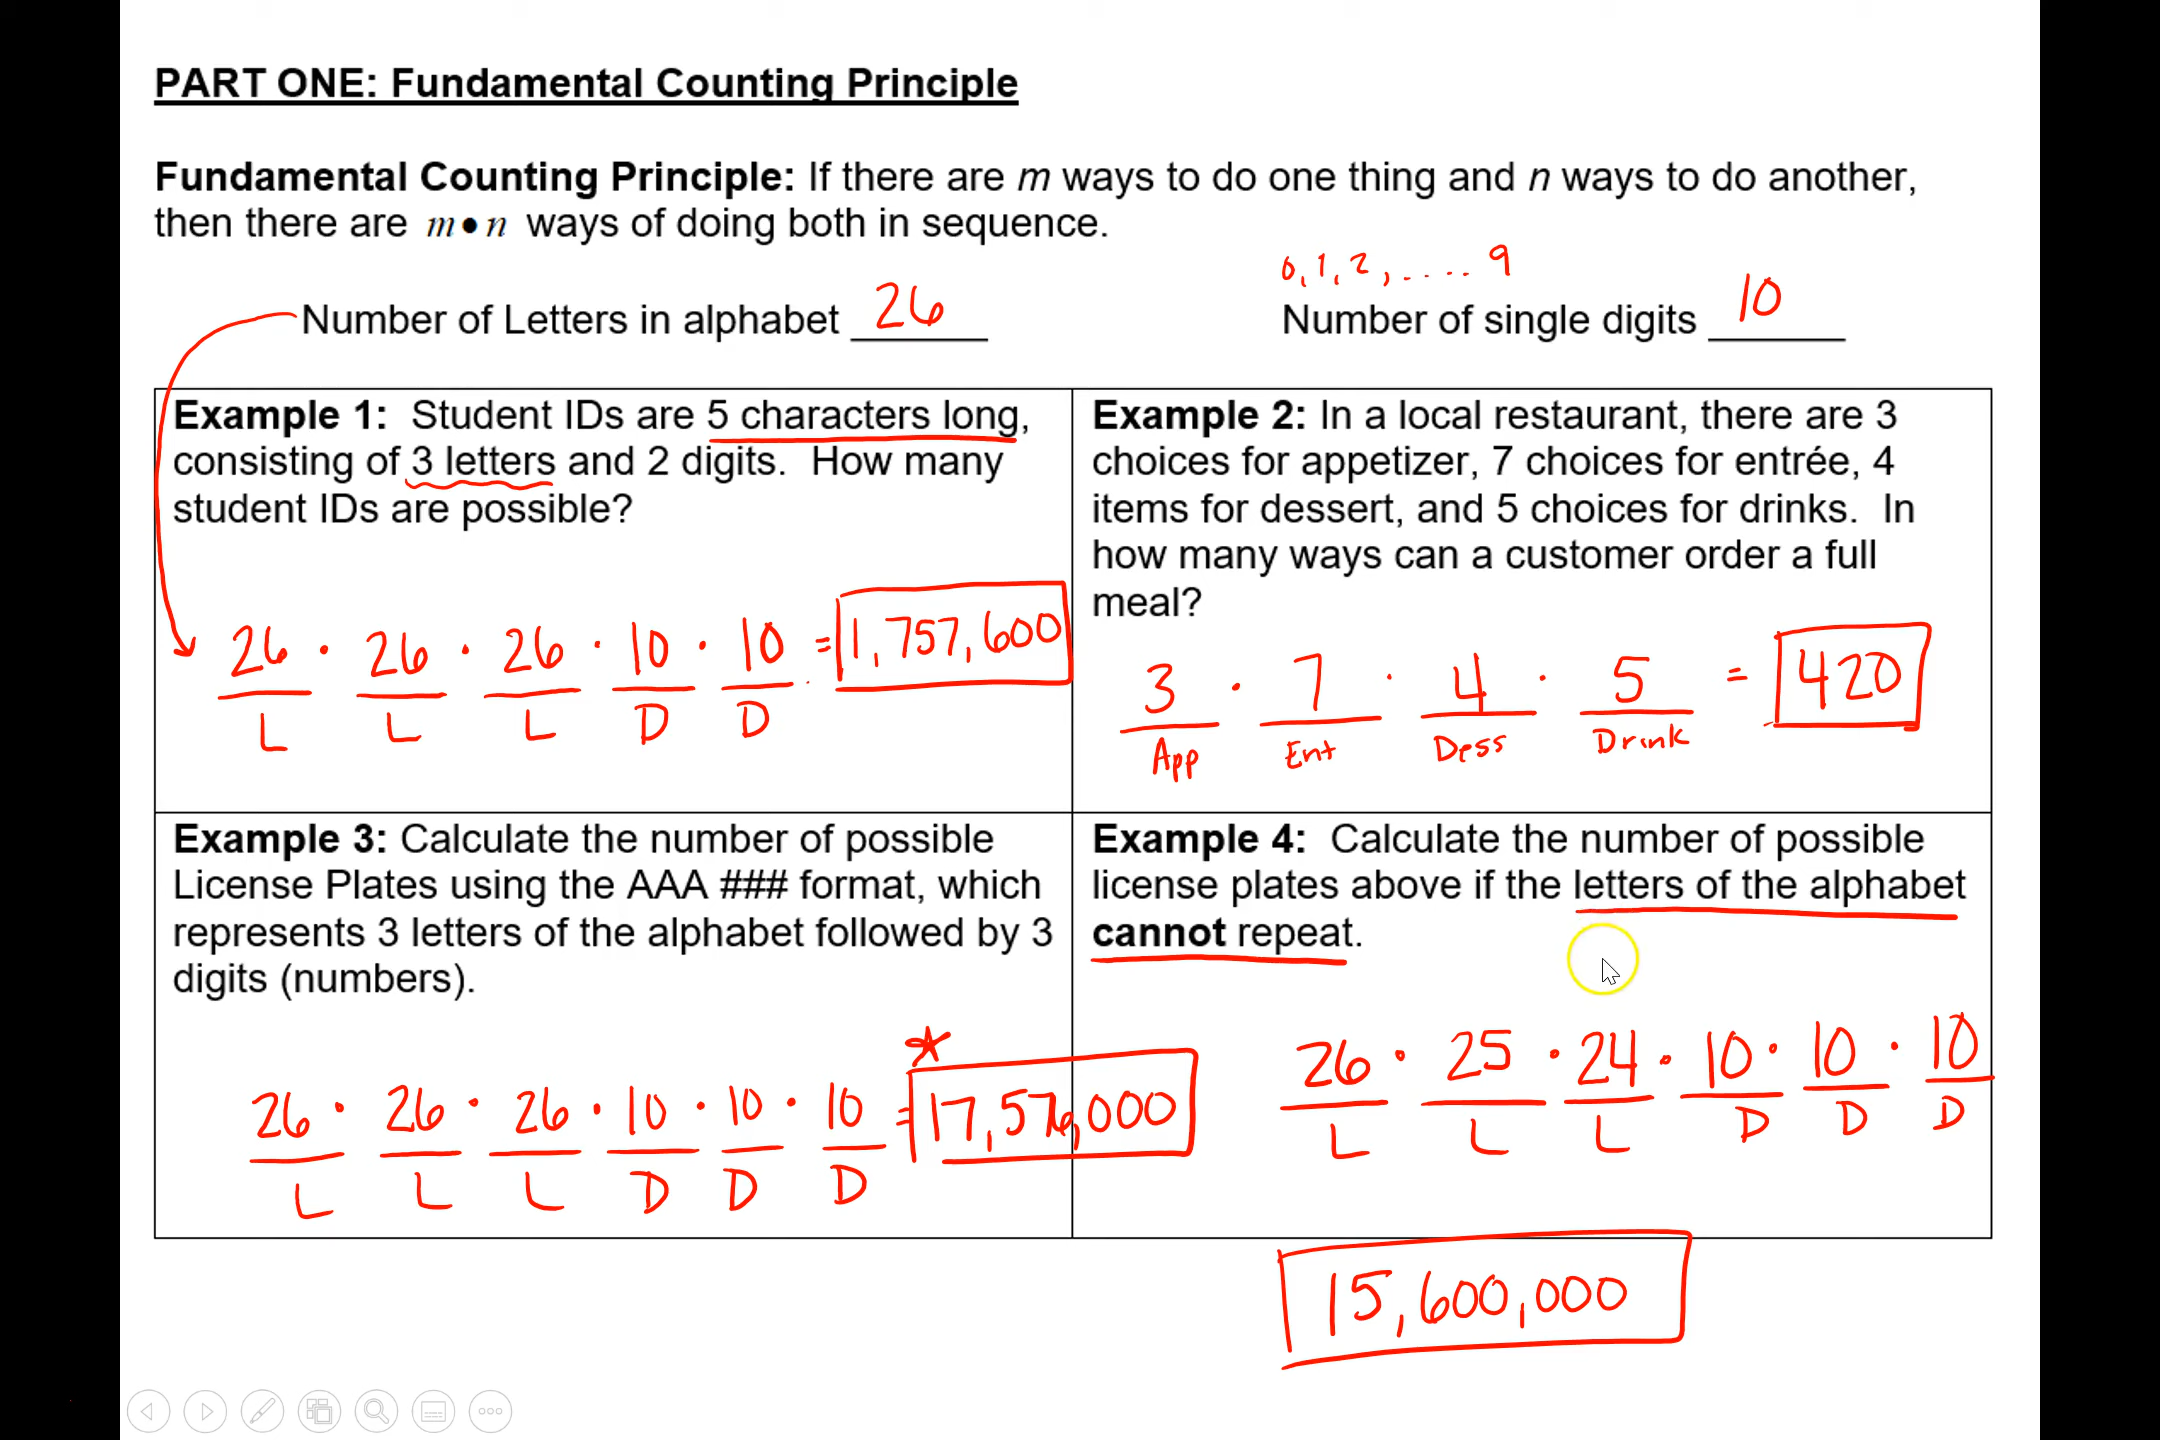 PART ONE: Fundamental Counting Principle
Fundamental Counting Principle: If there are m ways to do one thing and n ways to do another,
then there are m•n ways of doing both in sequence.
0, 1, 2, .... 9
Number of Letters in alphabet 26
Number of single digits 10
Example 1: Student IDs are 5 characters long,
consisting of 3 letters and 2 digits. How many
student IDs are possible?
26 · 26 · 26 · 10 · 10 = 1,757,600
L L L D D
Example 2: In a local restaurant, there are 3
choices for appetizer, 7 choices for entrée, 4
items for dessert, and 5 choices for drinks. In
how many ways can a customer order a full
meal?
3 · 7 · 4 · 5 = 420
App Ent Dess Drink
Example 3: Calculate the number of possible
License Plates using the AAA ### format, which
represents 3 letters of the alphabet followed by 3
digits (numbers).
26 · 26 · 26 · 10 · 10 · 10 = 17,576,000
L L L D D D
Example 4: Calculate the number of possible
license plates above if the letters of the alphabet
cannot repeat.
26 · 25 · 24 · 10 · 10 · 10
L L L D D D
15,600,000